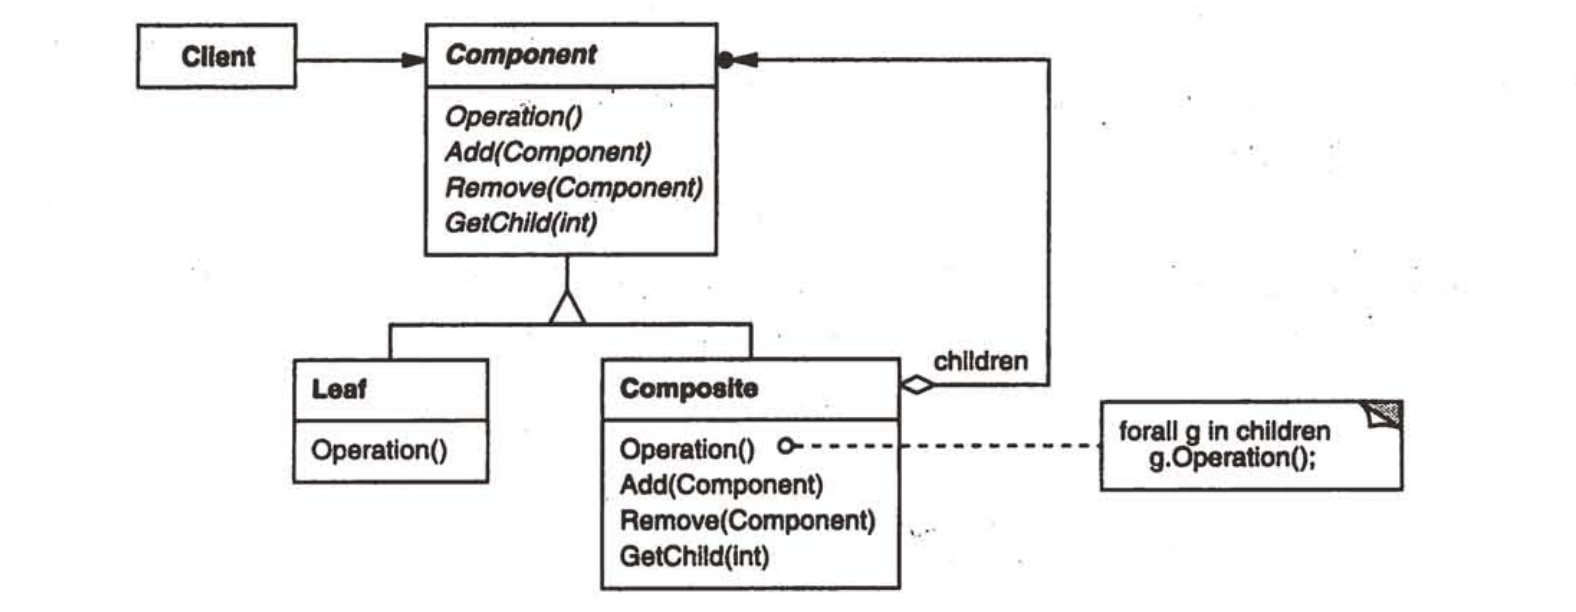 Client
Component
Operation()
Add(Component)
Remove(Component)
GetChild(int)
children
Leaf
Operation()
Composite
Operation()
Add(Component)
Remove(Component)
GetChild(int)
forall g in children
g.Operation();